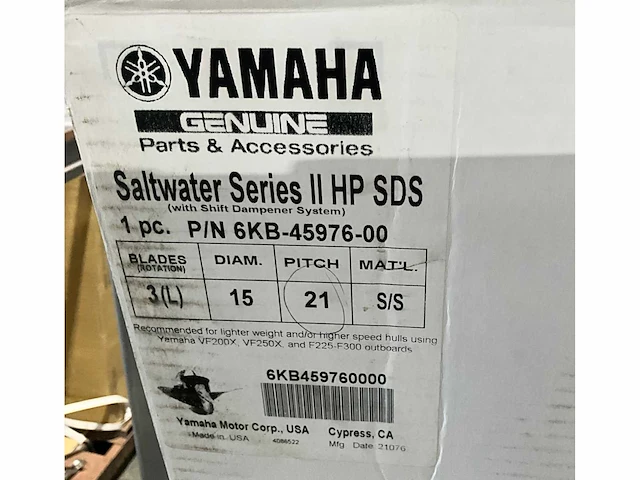 YAMAHA
GENUINE
Parts & Accessories
Saltwater Series II HP SDS
(with Shift Dampener System)
1 pc. P/N 6KB-45976-00
BLADES (ROTATION) DIAM. PITCH MAT'L.
3(L) 15 21 S/S
Recommended for lighter weight and/or higher speed hulls using
Yamaha VF200X, VF250X, and F225-F300 outboards
6KB459760000
Yamaha Motor Corp., USA Cypress, CA
Made in USA 4086522 Mfg Date 21076